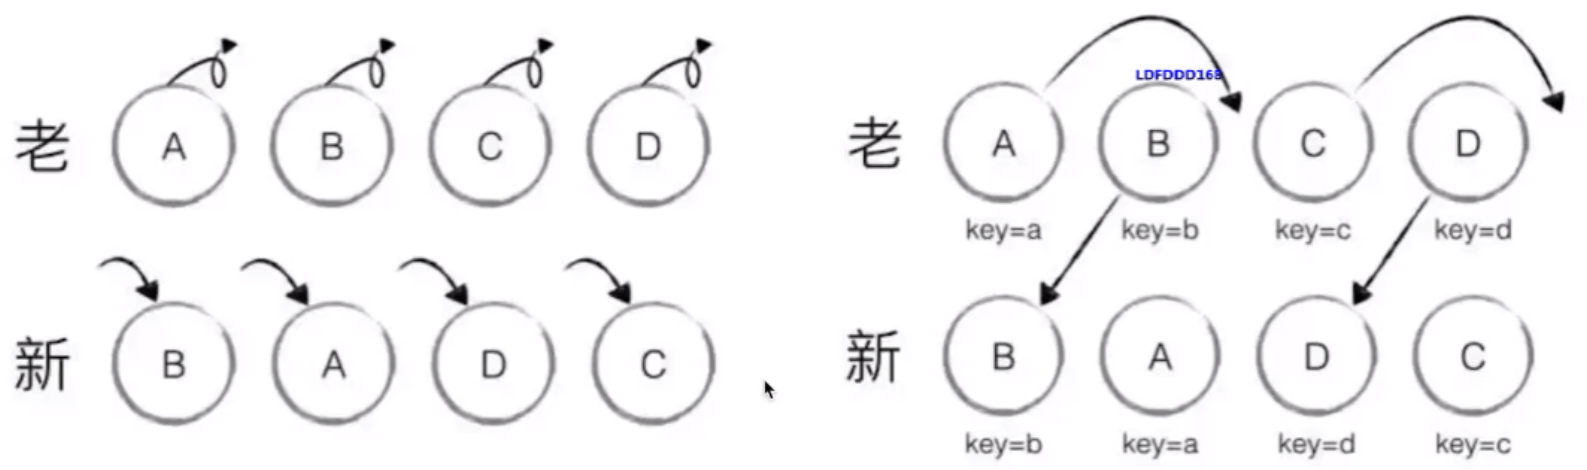 老 A B C D
新 B A D C
LDFDDD168
老 A B C D
key=a key=b key=c key=d
新 B A D C
key=b key=a key=d key=c